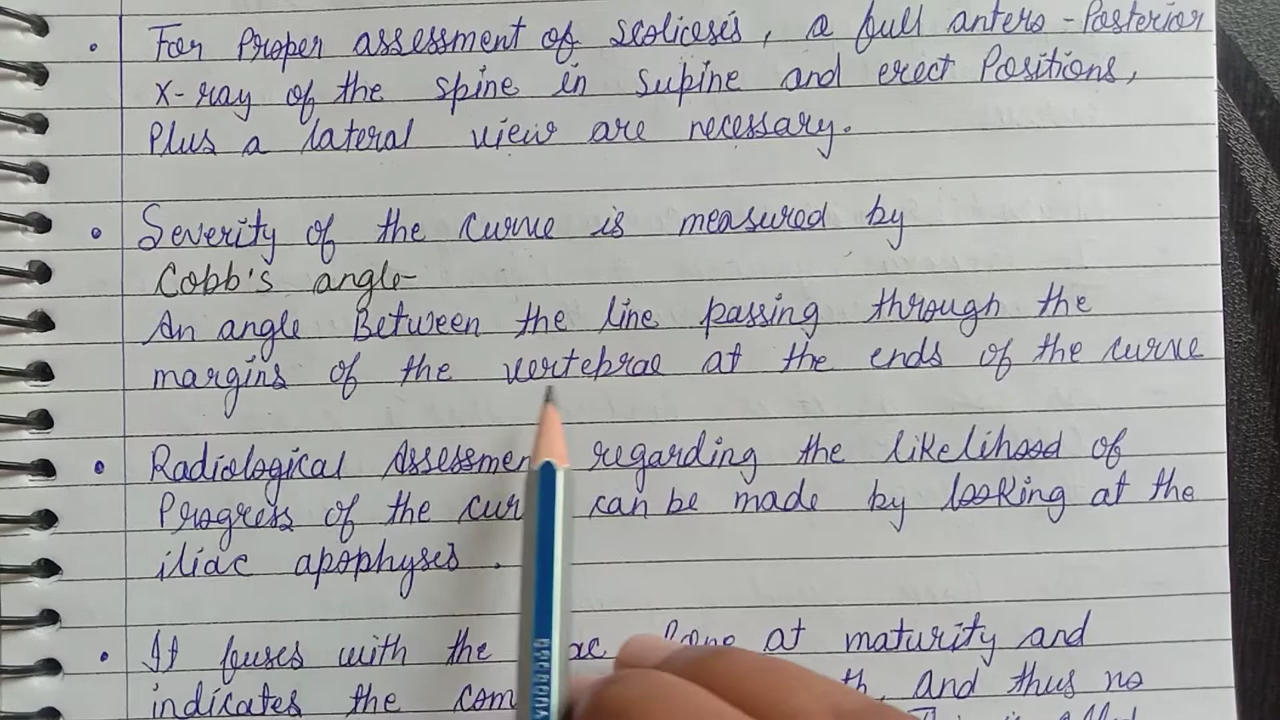 • For Proper assessment of Scoliosis, a full antero-Posterior
X-ray of the spine in Supine and erect Positions,
Plus a lateral view are necessary.
• Severity of the curve is measured by
Cobb's angle-
An angle Between the line passing through the
margins of the vertebrae at the ends of the curve
• Radiological Assessmen regarding the likelihood of
Progress of the cur can be made by looking at the
iliac apophyses.
• It fuses with the at maturity and
indicates the com th, and thus no